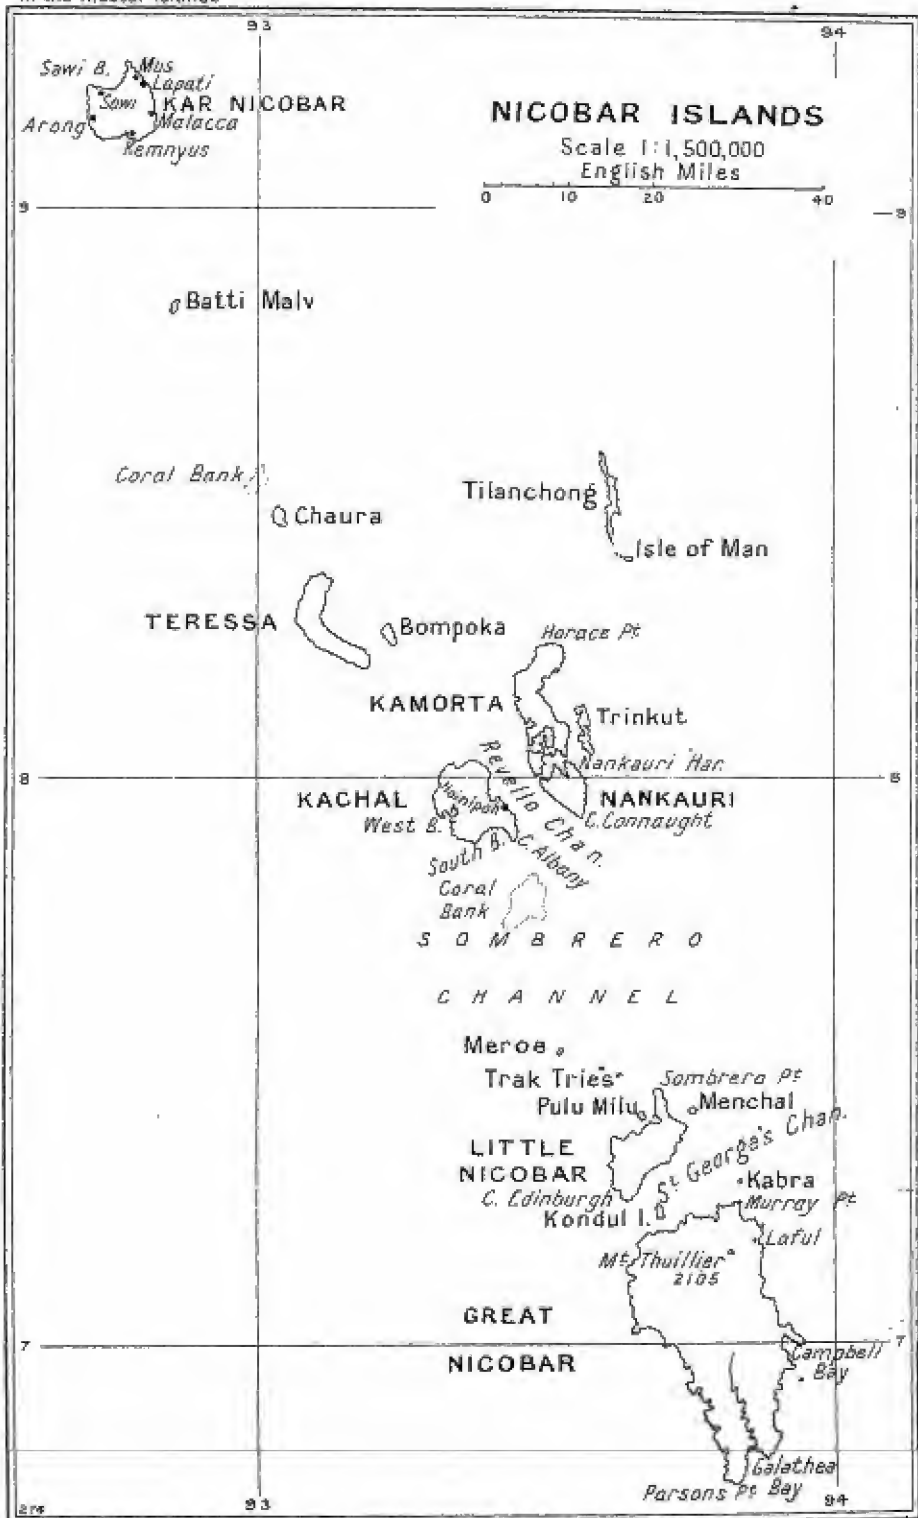 93
94
Sawi B.
Mus
Lapati
Sawi
KAR NICOBAR
Arong
Malacca
Kemnyus
NICOBAR ISLANDS
Scale 1:1,500,000
English Miles
0 10 20 40
9
9
Batti Malv
Coral Bank
Chaura
Tilanchong
Isle of Man
TERESSA
Bompoka
Horace Pt
KAMORTA
Trinkut
Nankauri Har.
8
8
KACHAL
Revello Chan.
NANKAURI
West B.
C. Connaught
South B.
C. Albany
Coral
Bank
SOMBRERO
CHANNEL
Meroe
Trak Tries
Sombrero Pt
Pulu Milu
Menchal
LITTLE
NICOBAR
St George's Chan.
C. Edinburgh
Kabra
Kondul I.
Murray Pt
Laful
Mt Thuillier
2105
GREAT
7
7
NICOBAR
Campbell
Bay
Galathea
Bay
Parsons Pt
274
93
94